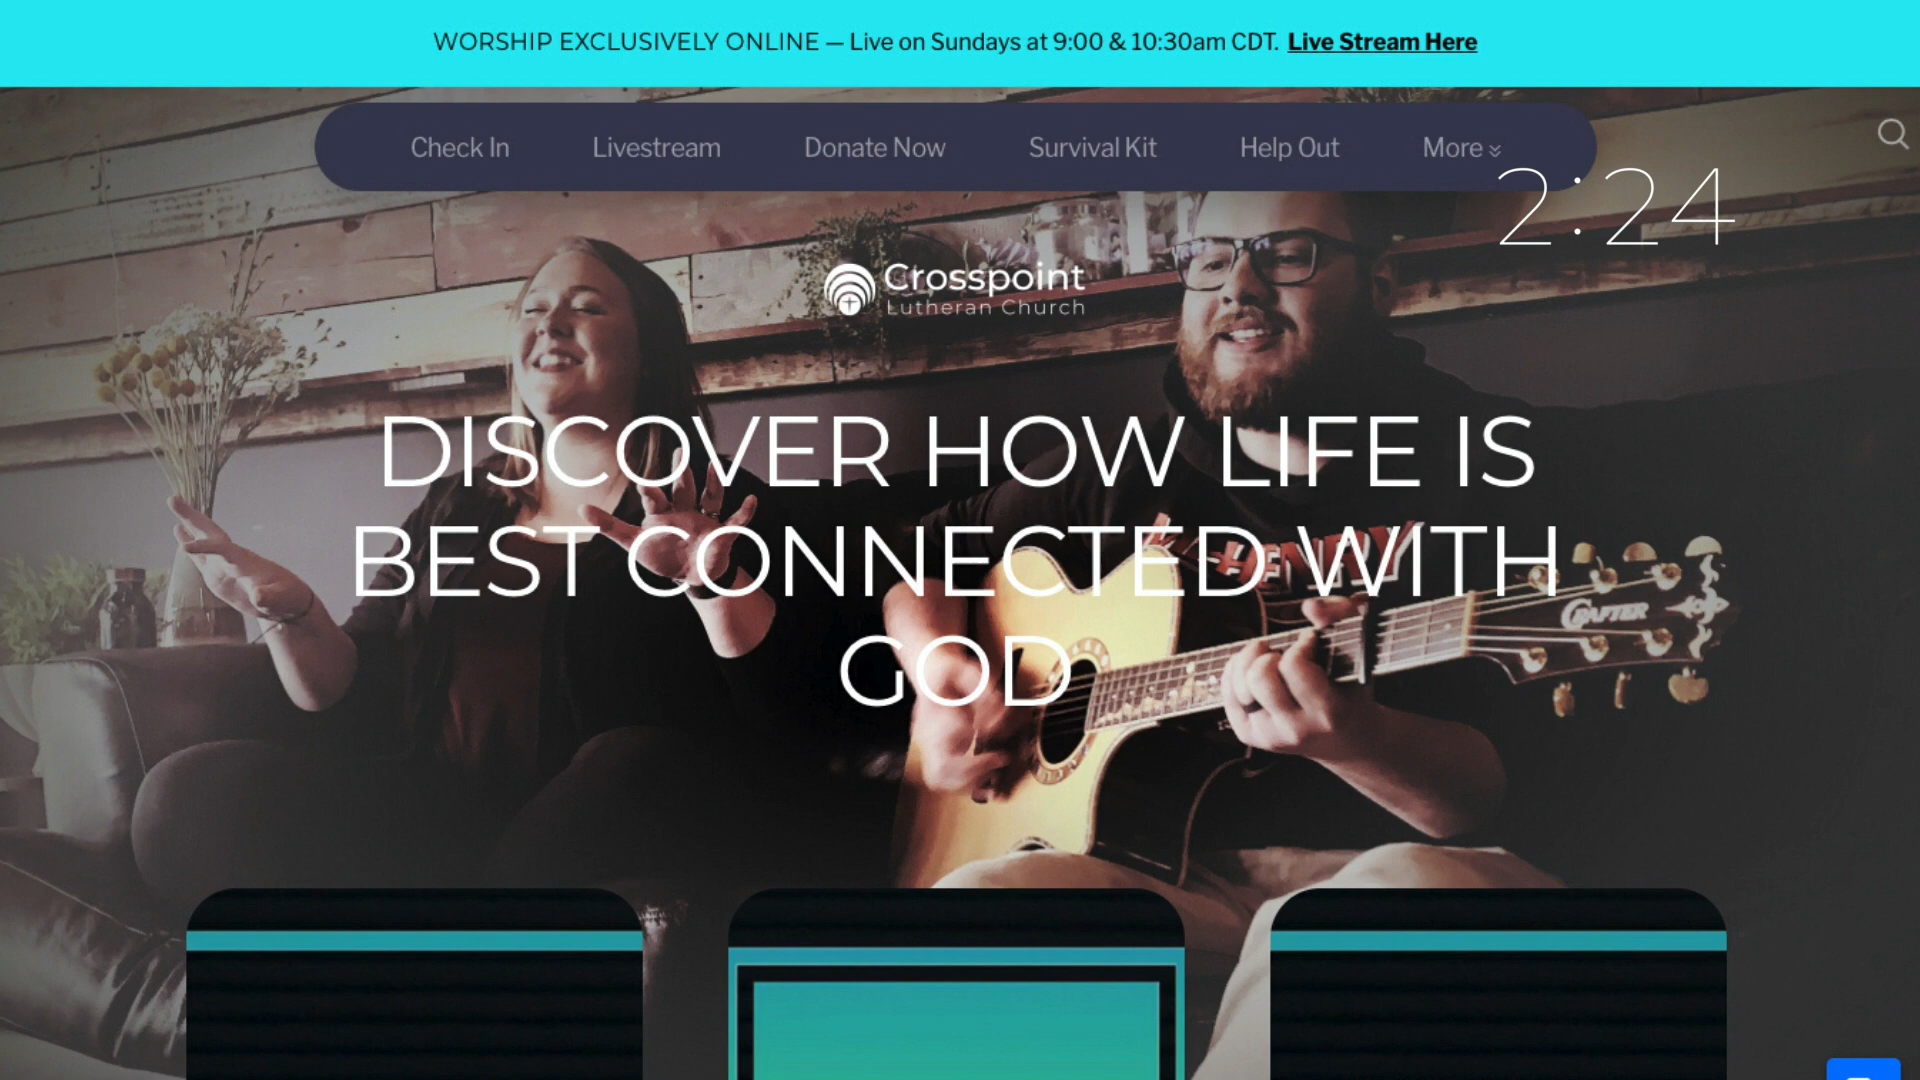 WORSHIP EXCLUSIVELY ONLINE — Live on Sundays at 9:00 & 10:30am CDT. Live Stream Here
Check In Livestream Donate Now Survival Kit Help Out More
2:24
Crosspoint
Lutheran Church
DISCOVER HOW LIFE IS
BEST CONNECTED WITH
GOD
CRAFTER